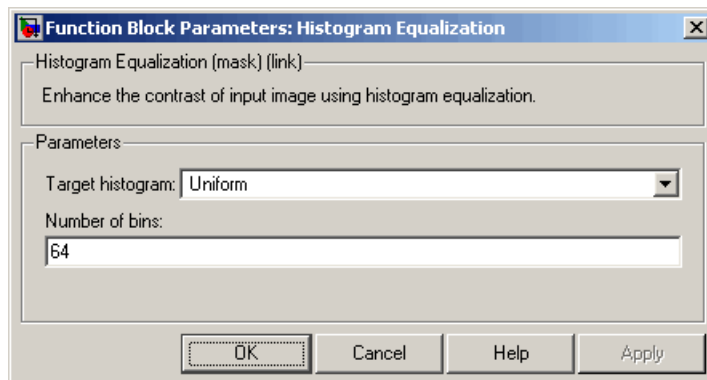 Function Block Parameters: Histogram Equalization
Histogram Equalization (mask) (link)
Enhance the contrast of input image using histogram equalization.
Parameters
Target histogram: Uniform
Number of bins:
64
OK Cancel Help Apply